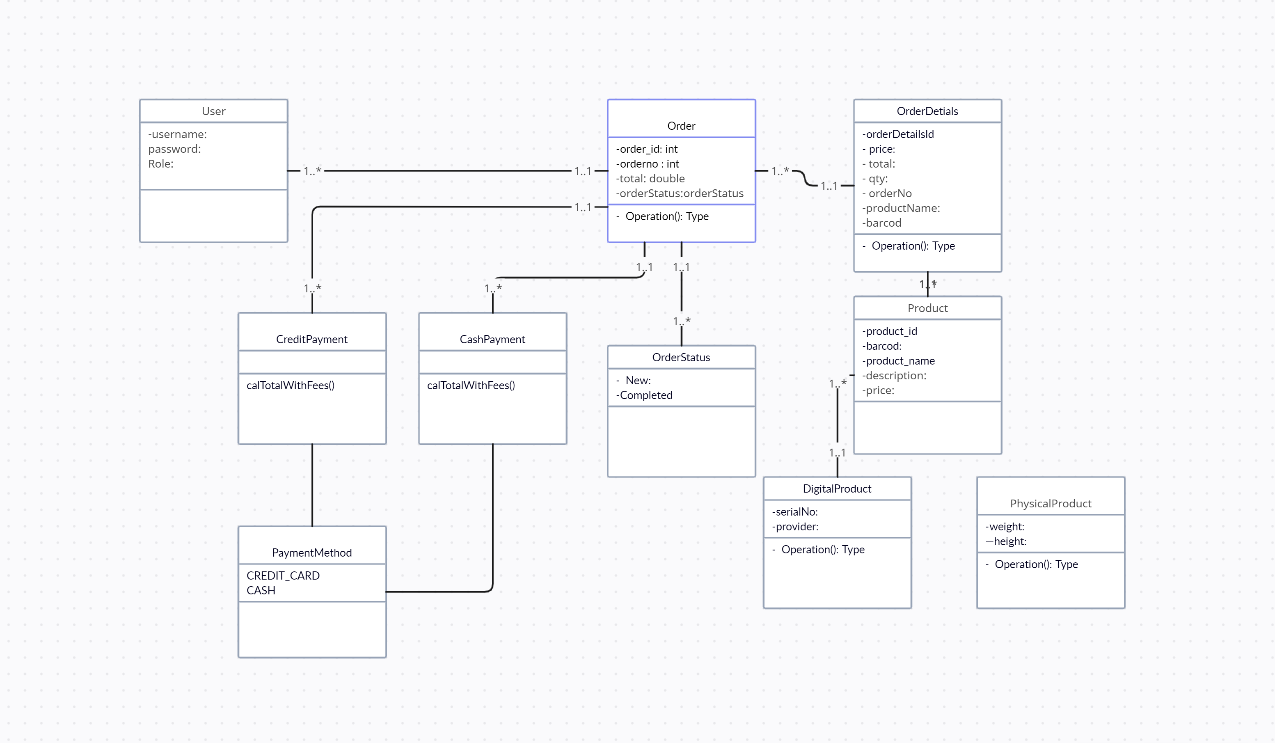 User
-username:
password:
Role:
Order
-order_id: int
-orderno : int
-total: double
-orderStatus:orderStatus
- Operation(): Type
OrderDetials
-orderDetailsId
- price:
- total:
- qty:
- orderNo
-productName:
-barcod
- Operation(): Type
1..*
1..1
1..*
1..1
1..1
1..1
1..1
1..*
1..*
1..*
Product
-product_id
-barcod:
-product_name
-description:
-price:
CreditPayment
calTotalWithFees()
CashPayment
calTotalWithFees()
OrderStatus
- New:
-Completed
1..*
1..1
DigitalProduct
-serialNo:
-provider:
- Operation(): Type
PhysicalProduct
-weight:
--height:
- Operation(): Type
PaymentMethod
CREDIT_CARD
CASH